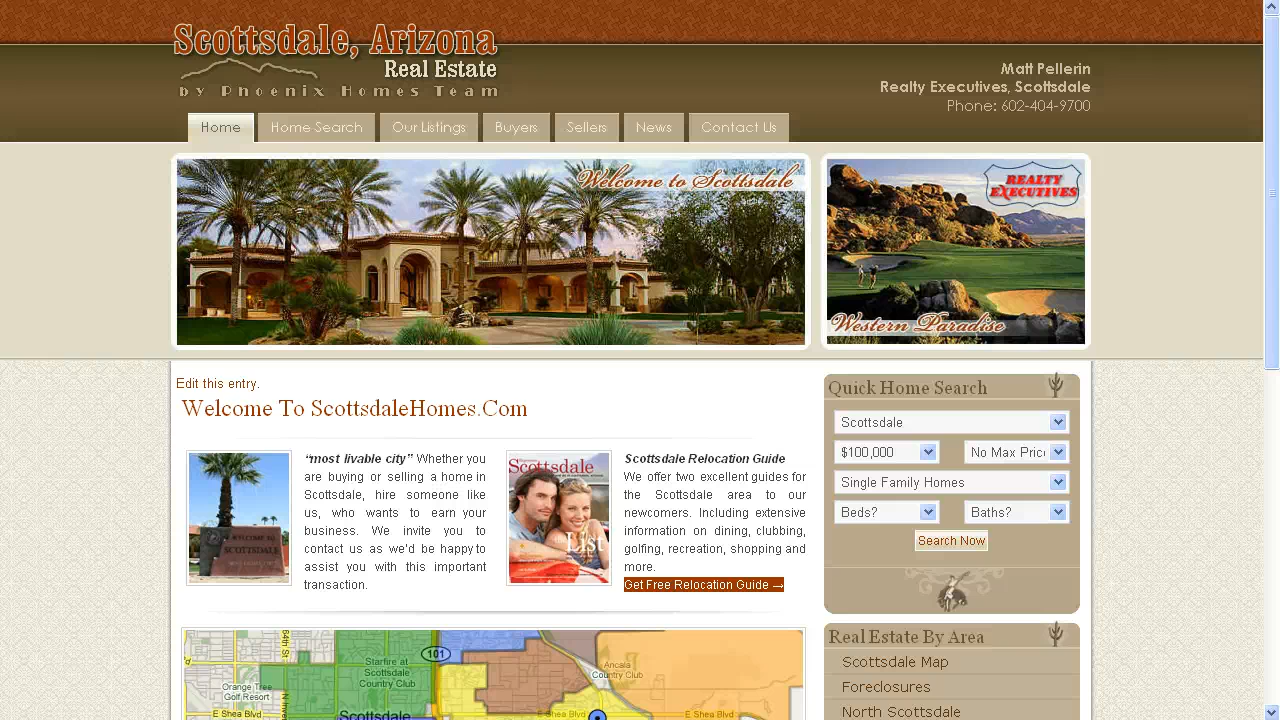 Scottsdale, Arizona
Real Estate
by Phoenix Homes Team
Matt Pellerin
Realty Executives, Scottsdale
Phone: 602-404-9700
Home
Home Search
Our Listings
Buyers
Sellers
News
Contact Us
Welcome to Scottsdale
REALTY
EXECUTIVES
Western Paradise
Edit this entry.
Welcome To ScottsdaleHomes.Com
WELCOME TO
SCOTTSDALE
“most livable city” Whether you
are buying or selling a home in
Scottsdale, hire someone like
us, who wants to earn your
business. We invite you to
contact us as we'd be happy to
assist you with this important
transaction.
Scottsdale
the List
Scottsdale Relocation Guide
We offer two excellent guides for
the Scottsdale area to our
newcomers. Including extensive
information on dining, clubbing,
golfing, recreation, shopping and
more.
Get Free Relocation Guide →
Quick Home Search
Scottsdale
$100,000
No Max Pric
Single Family Homes
Beds?
Baths?
Search Now
Real Estate By Area
Scottsdale Map
Foreclosures
North Scottsdale
64th St
101
Starfire at
Scottsdale
Country Club
Ancala
Country Club
Orange Tree
Golf Resort
E Shea Blvd
Scottsdale
E Shea Blvd
E Shea Blvd